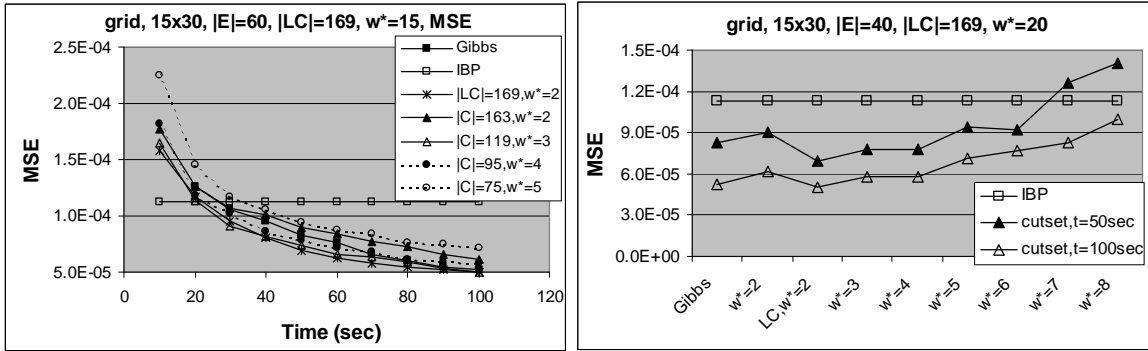 grid, 15x30, |E|=60, |LC|=169, w*=15, MSE
2.5E-04
2.0E-04
1.5E-04
1.0E-04
5.0E-05
MSE
0 20 40 60 80 100 120
Time (sec)
Gibbs
IBP
|LC|=169,w*=2
|C|=163,w*=2
|C|=119,w*=3
|C|=95,w*=4
|C|=75,w*=5
grid, 15x30, |E|=40, |LC|=169, w*=20
1.5E-04
1.2E-04
9.0E-05
6.0E-05
3.0E-05
0.0E+00
MSE
Gibbs
w*=2
LC,w*=2
w*=3
w*=4
w*=5
w*=6
w*=7
w*=8
IBP
cutset,t=50sec
cutset,t=100sec